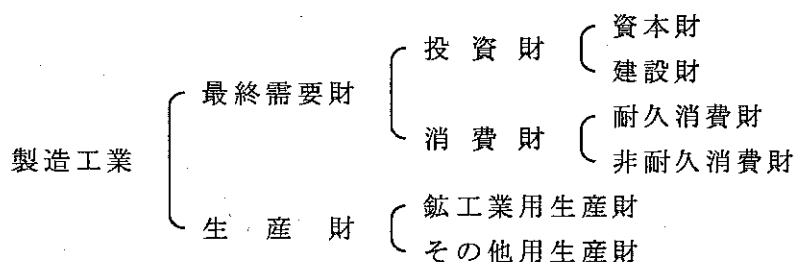 資本財
投資財
建設財
最終需要財
耐久消費財
消費財
製造工業
非耐久消費財
鉱工業用生産財
生産財
その他用生産財